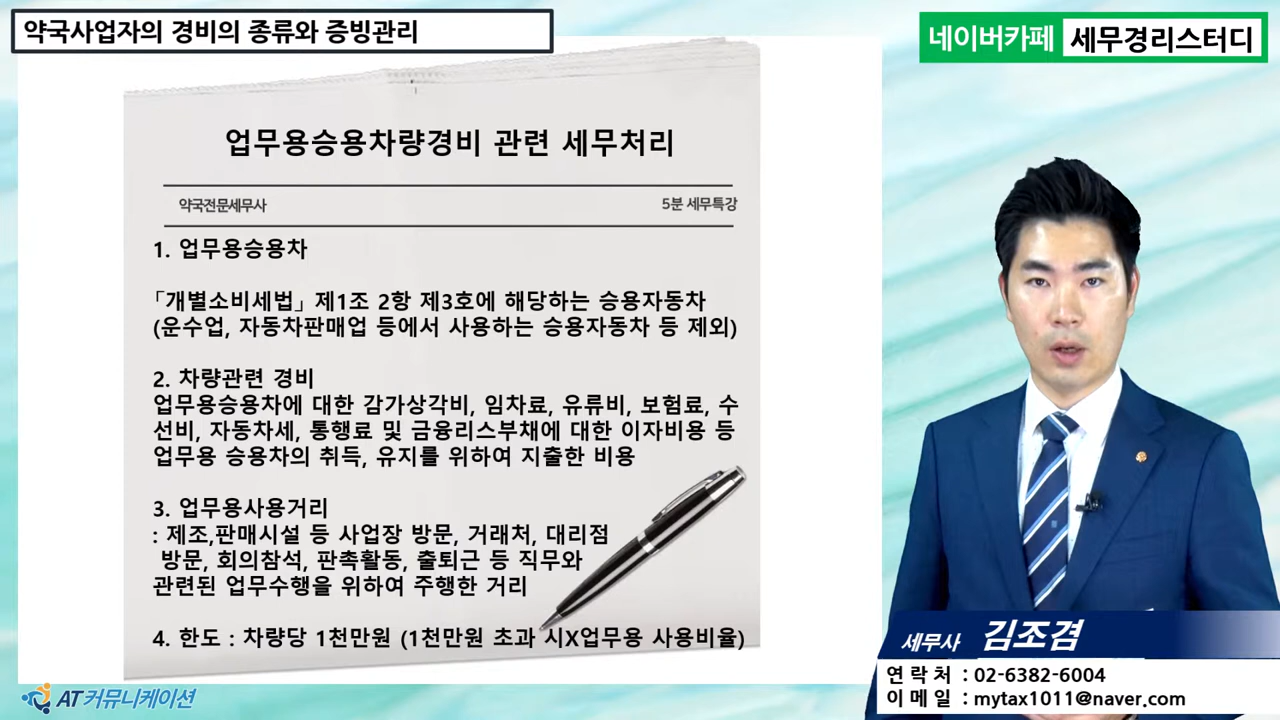 약국사업자의 경비의 종류와 증빙관리
네이버카페 세무경리스터디
업무용승용차량경비 관련 세무처리
약국전문세무사 5분 세무특강
1. 업무용승용차
「개별소비세법」 제1조 2항 제3호에 해당하는 승용자동차
(운수업, 자동차판매업 등에서 사용하는 승용자동차 등 제외)
2. 차량관련 경비
업무용승용차에 대한 감가상각비, 임차료, 유류비, 보험료, 수
선비, 자동차세, 통행료 및 금융리스부채에 대한 이자비용 등
업무용 승용차의 취득, 유지를 위하여 지출한 비용
3. 업무용사용거리
: 제조,판매시설 등 사업장 방문, 거래처, 대리점
방문, 회의참석, 판촉활동, 출퇴근 등 직무와
관련된 업무수행을 위하여 주행한 거리
4. 한도 : 차량당 1천만원 (1천만원 초과 시X업무용 사용비율)
세무사 김조겸
연 락 처 : 02-6382-6004
이 메 일 : mytax1011@naver.com
AT커뮤니케이션